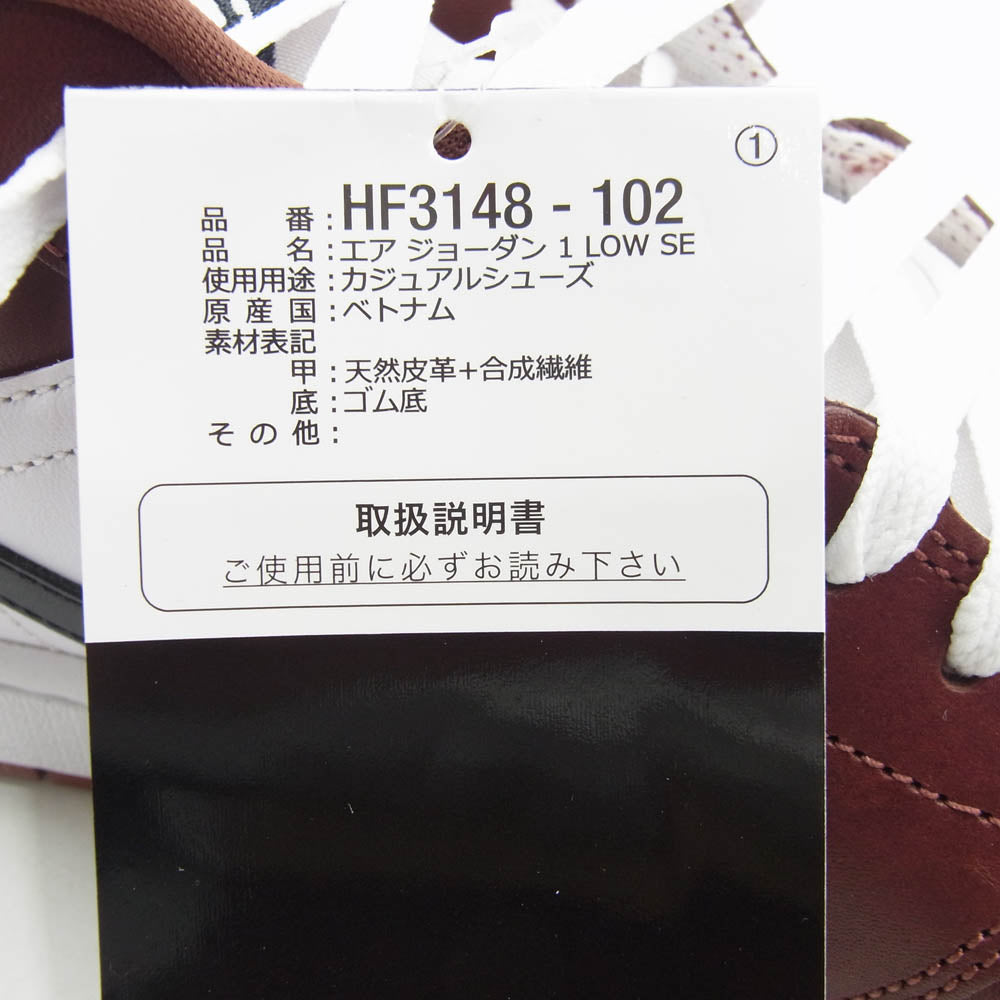 ①
品番:HF3148 - 102
品名:エア ジョーダン 1 LOW SE
使用用途:カジュアルシューズ
原産国:ベトナム
素材表記
甲:天然皮革+合成繊維
底:ゴム底
その他:
取扱説明書
ご使用前に必ずお読み下さい